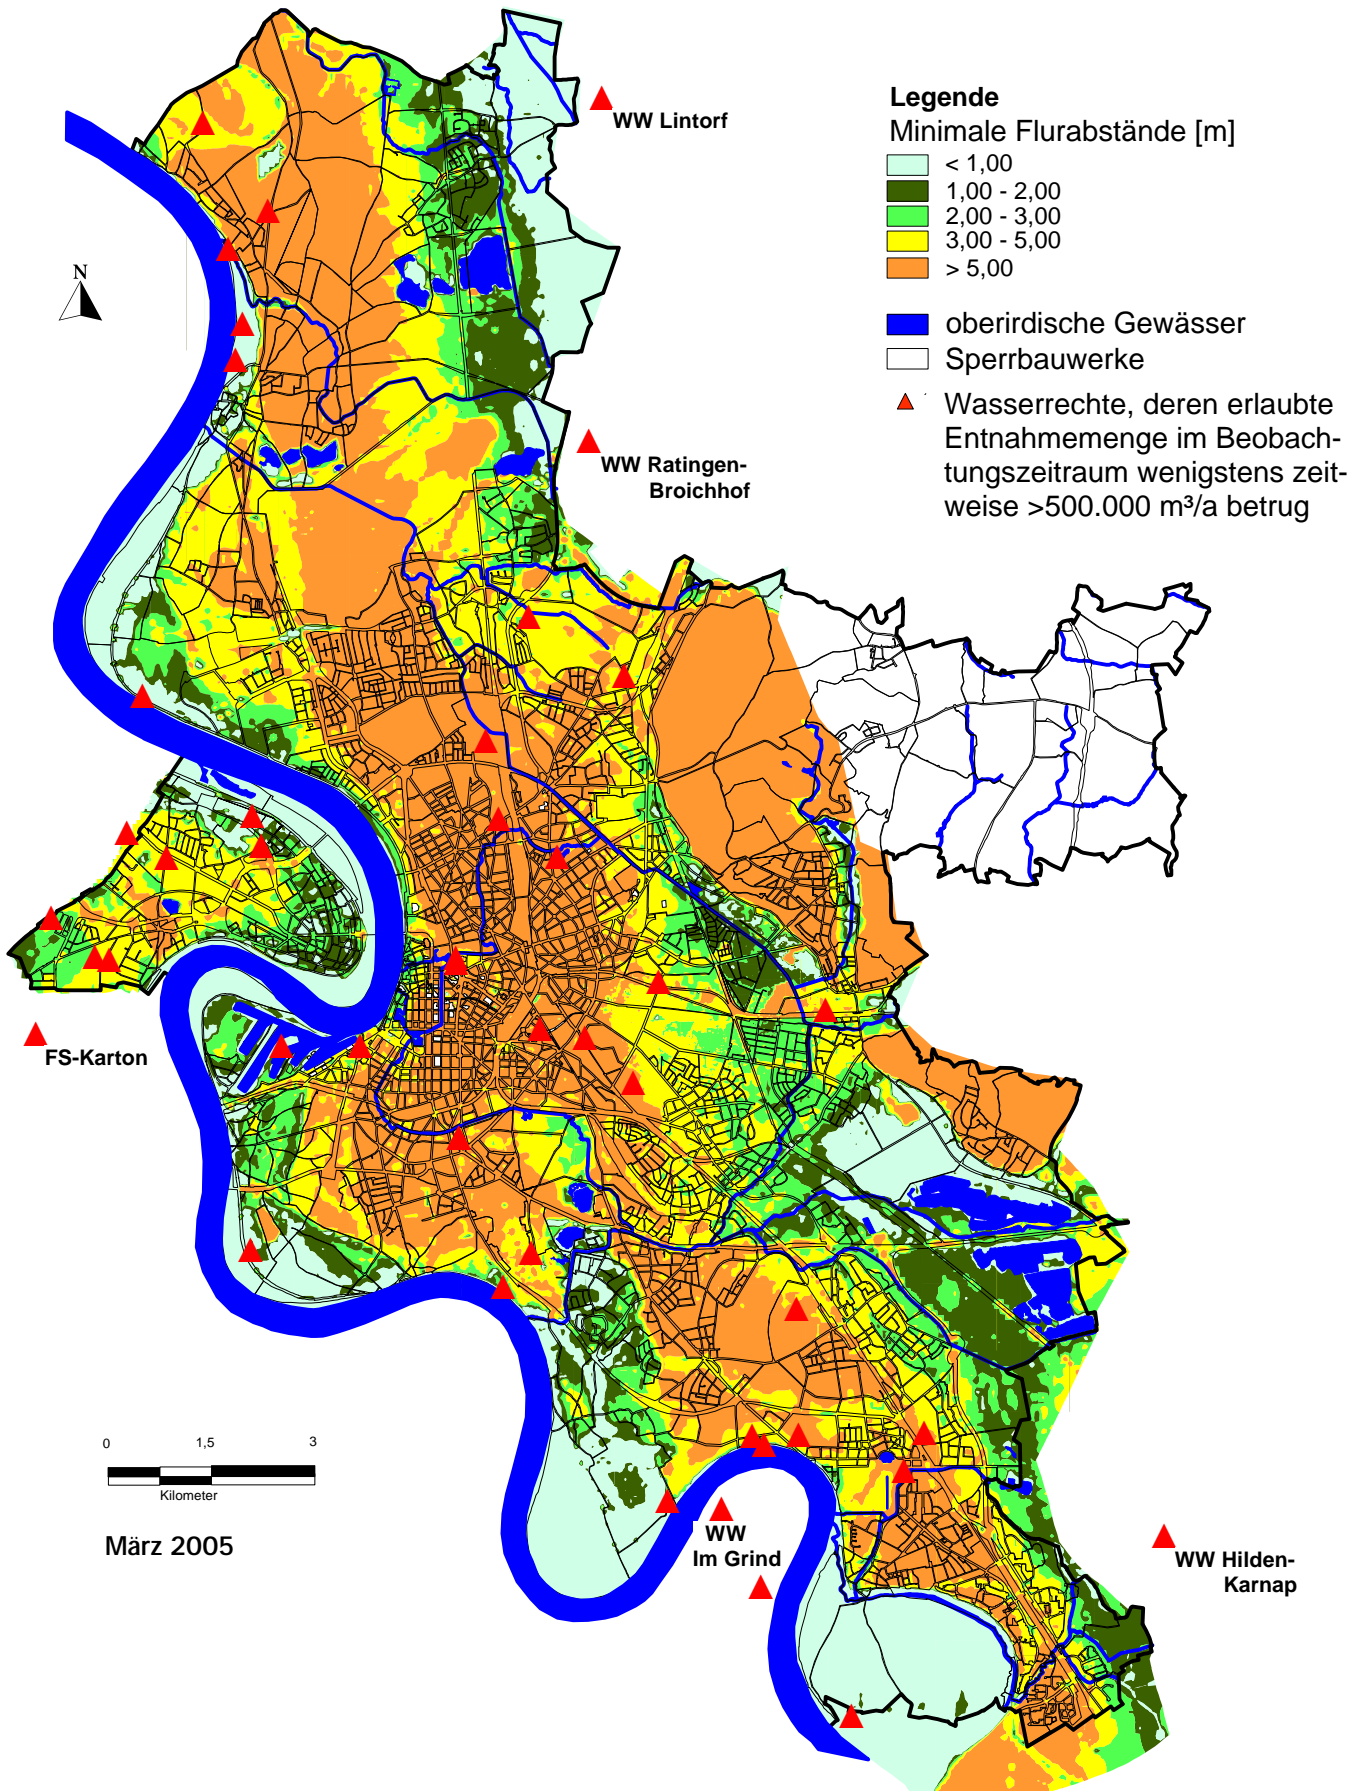 Legende
Minimale Flurabstände [m]
< 1,00
1,00 - 2,00
2,00 - 3,00
3,00 - 5,00
> 5,00
oberirdische Gewässer
Sperrbauwerke
Wasserrechte, deren erlaubte
Entnahmemenge im Beobach-
tungszeitraum wenigstens zeit-
weise >500.000 m³/a betrug
WW Lintorf
N
WW Ratingen-
Broichhof
FS-Karton
0 1,5 3
Kilometer
März 2005
WW
Im Grind
WW Hilden-
Karnap